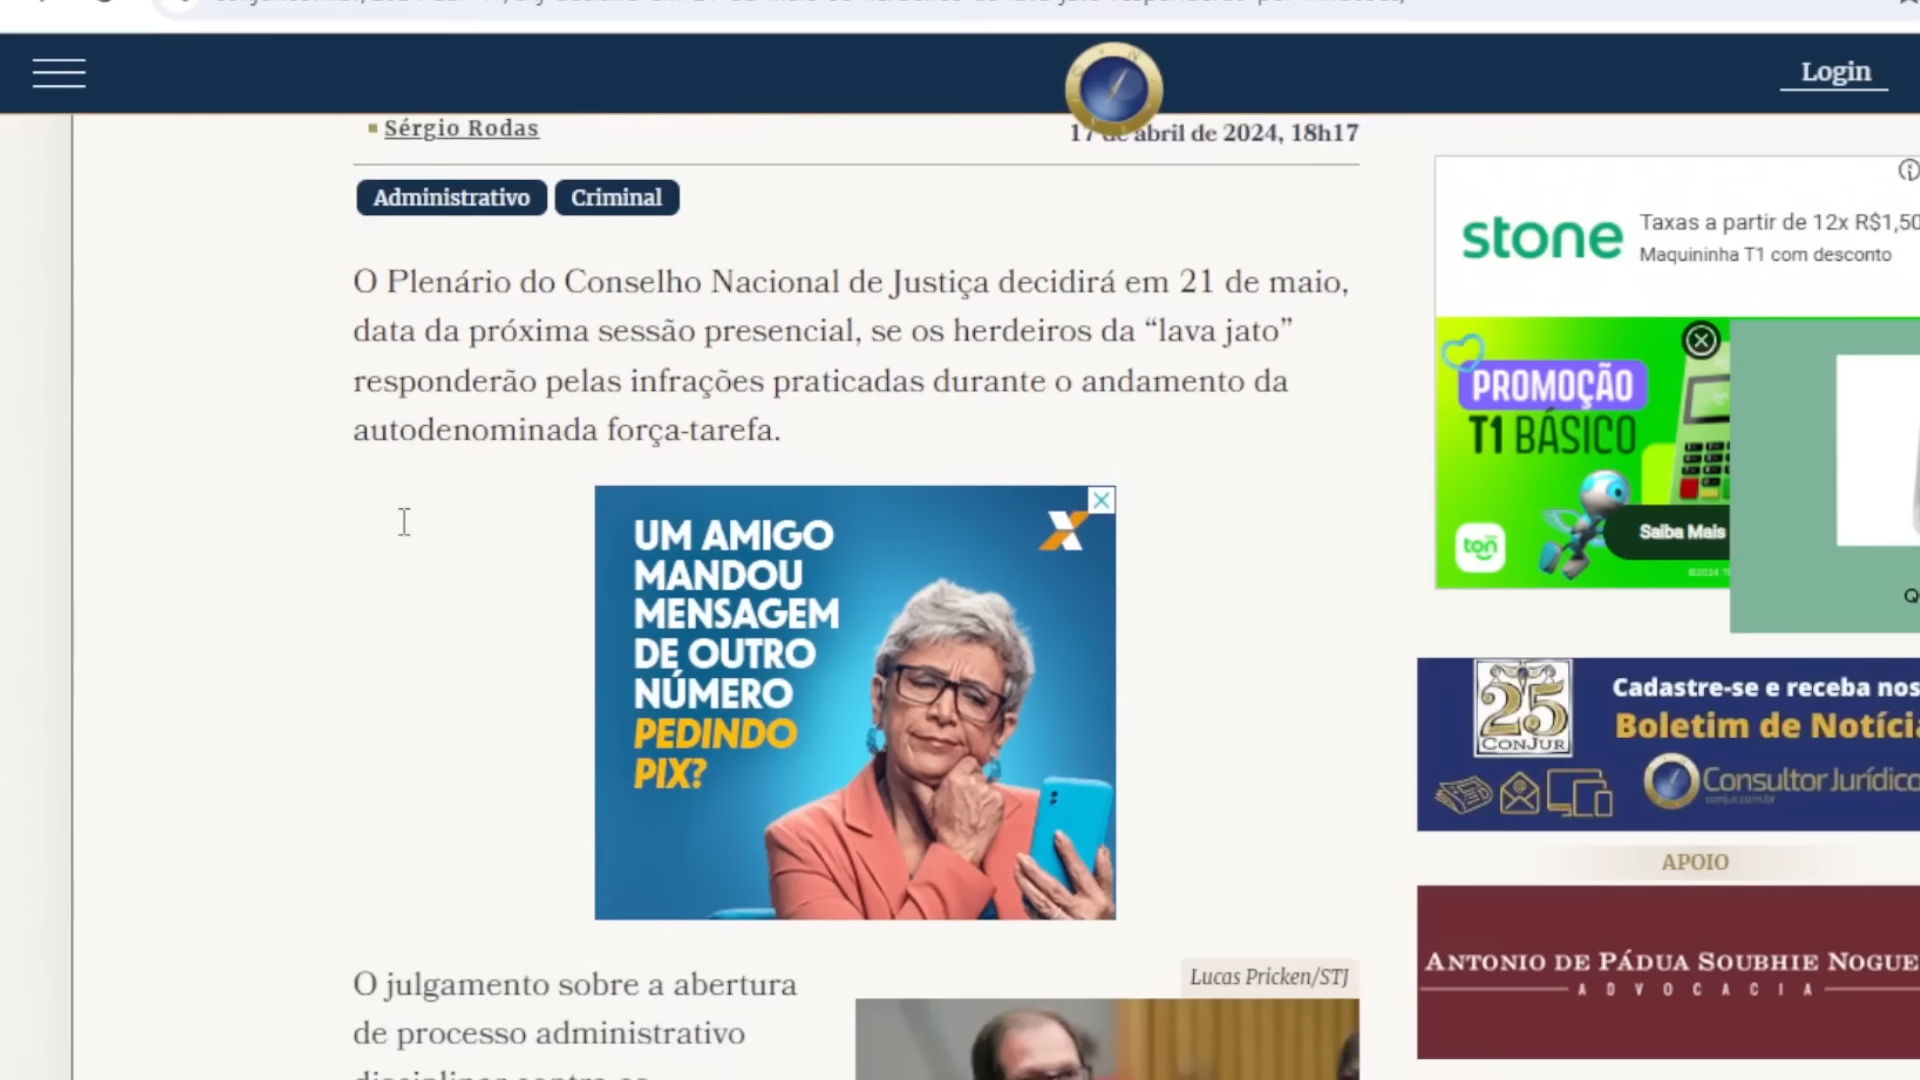 Login
Sérgio Rodas
17 de abril de 2024, 18h17
Administrativo
Criminal
O Plenário do Conselho Nacional de Justiça decidirá em 21 de maio,
data da próxima sessão presencial, se os herdeiros da “lava jato”
responderão pelas infrações praticadas durante o andamento da
autodenominada força-tarefa.
UM AMIGO
MANDOU
MENSAGEM
DE OUTRO
NÚMERO
PEDINDO
PIX?
O julgamento sobre a abertura
de processo administrativo
Lucas Pricken/STJ
stone
Taxas a partir de 12x R$1,50
Maquininha T1 com desconto
PROMOÇÃO
T1 BÁSICO
ton
Saiba Mais
Q
25
CONJUR
Cadastre-se e receba nos
Boletim de Notícia
Consultor Jurídico
conjur.com.br
APOIO
ANTONIO DE PÁDUA SOUBHIE NOGUE
ADVOCACIA